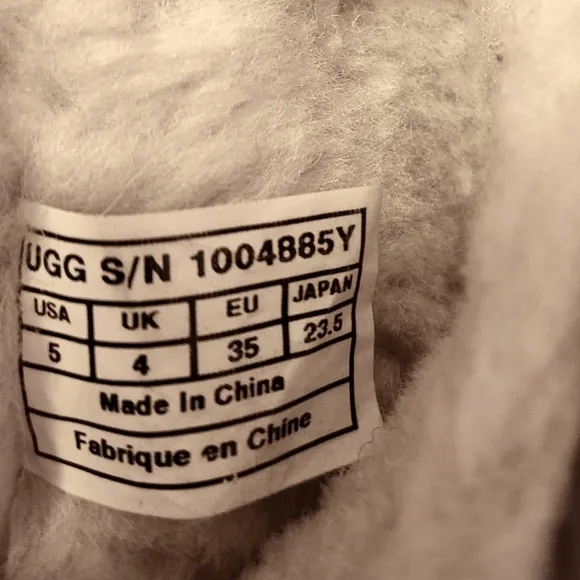 UGG S/N 1004885Y
USA UK EU JAPAN
5 4 35 23.5
Made In China
Fabrique en Chine